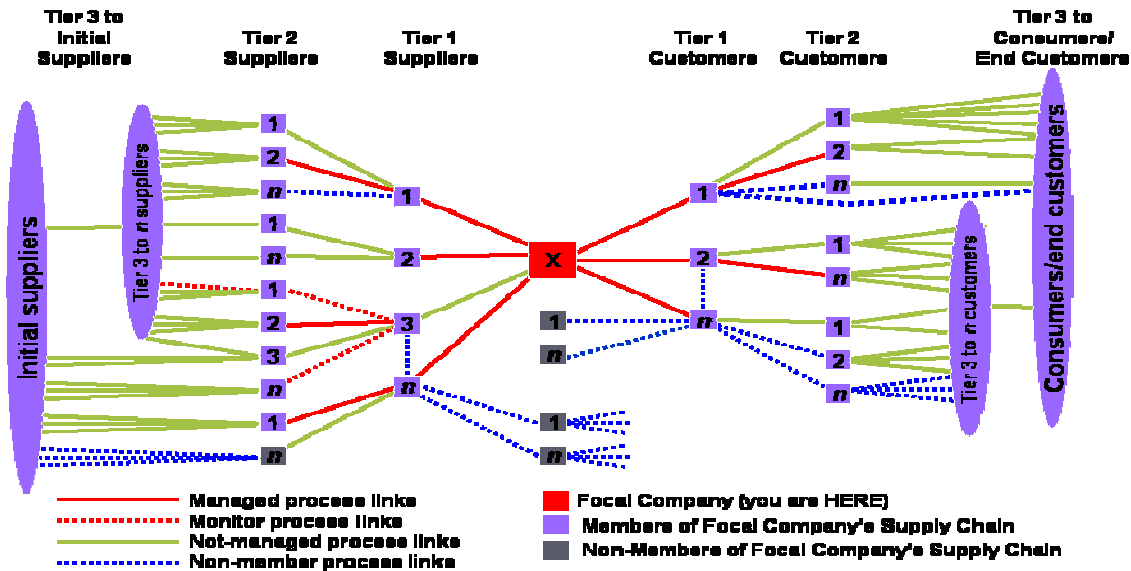 Tier 3 to
Initial
Suppliers
Tier 2
Suppliers
Tier 1
Suppliers
Tier 1
Customers
Tier 2
Customers
Tier 3 to
Consumers/
End Customers
Initial suppliers
Tier 3 to n suppliers
1
2
n
1
n
1
2
3
n
1
n
1
2
3
n
X
1
n
1
n
1
2
n
1
2
n
1
n
1
2
n
Tier 3 to n customers
Consumers/end customers
Managed process links
Monitor process links
Not-managed process links
Non-member process links
Focal Company (you are HERE)
Members of Focal Company's Supply Chain
Non-Members of Focal Company's Supply Chain